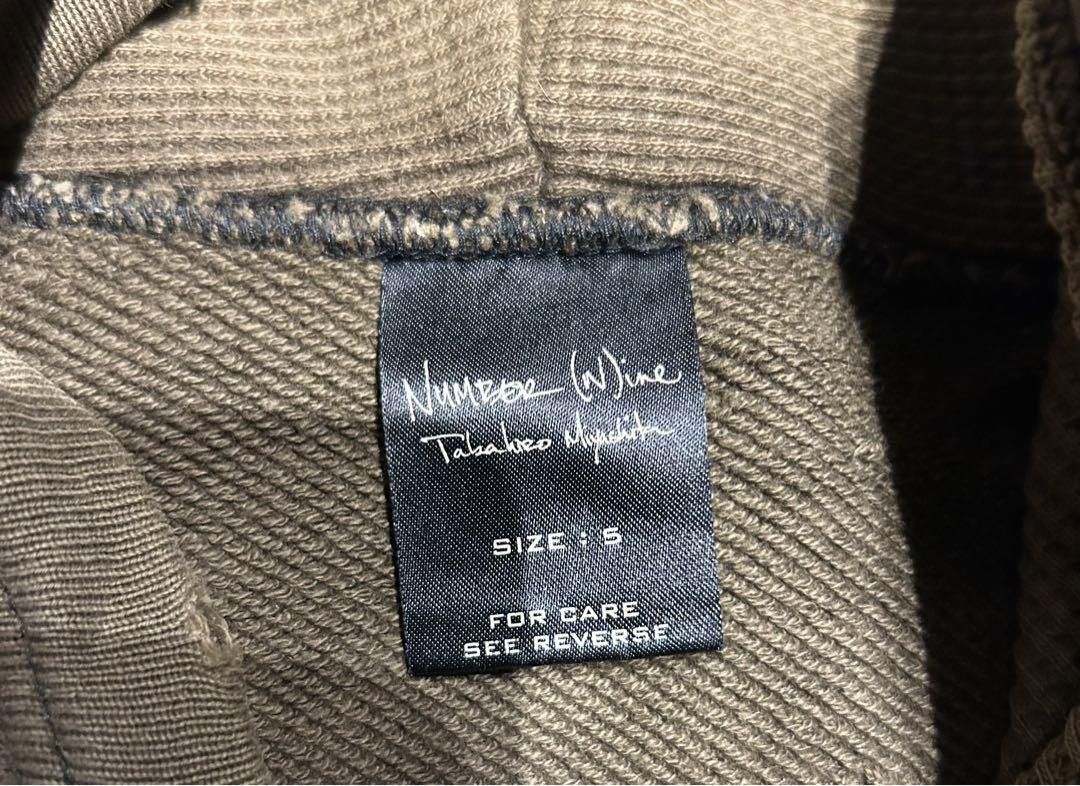 NUMBER (N)ine
Takahiro Miyashita
SIZE : S
FOR CARE
SEE REVERSE